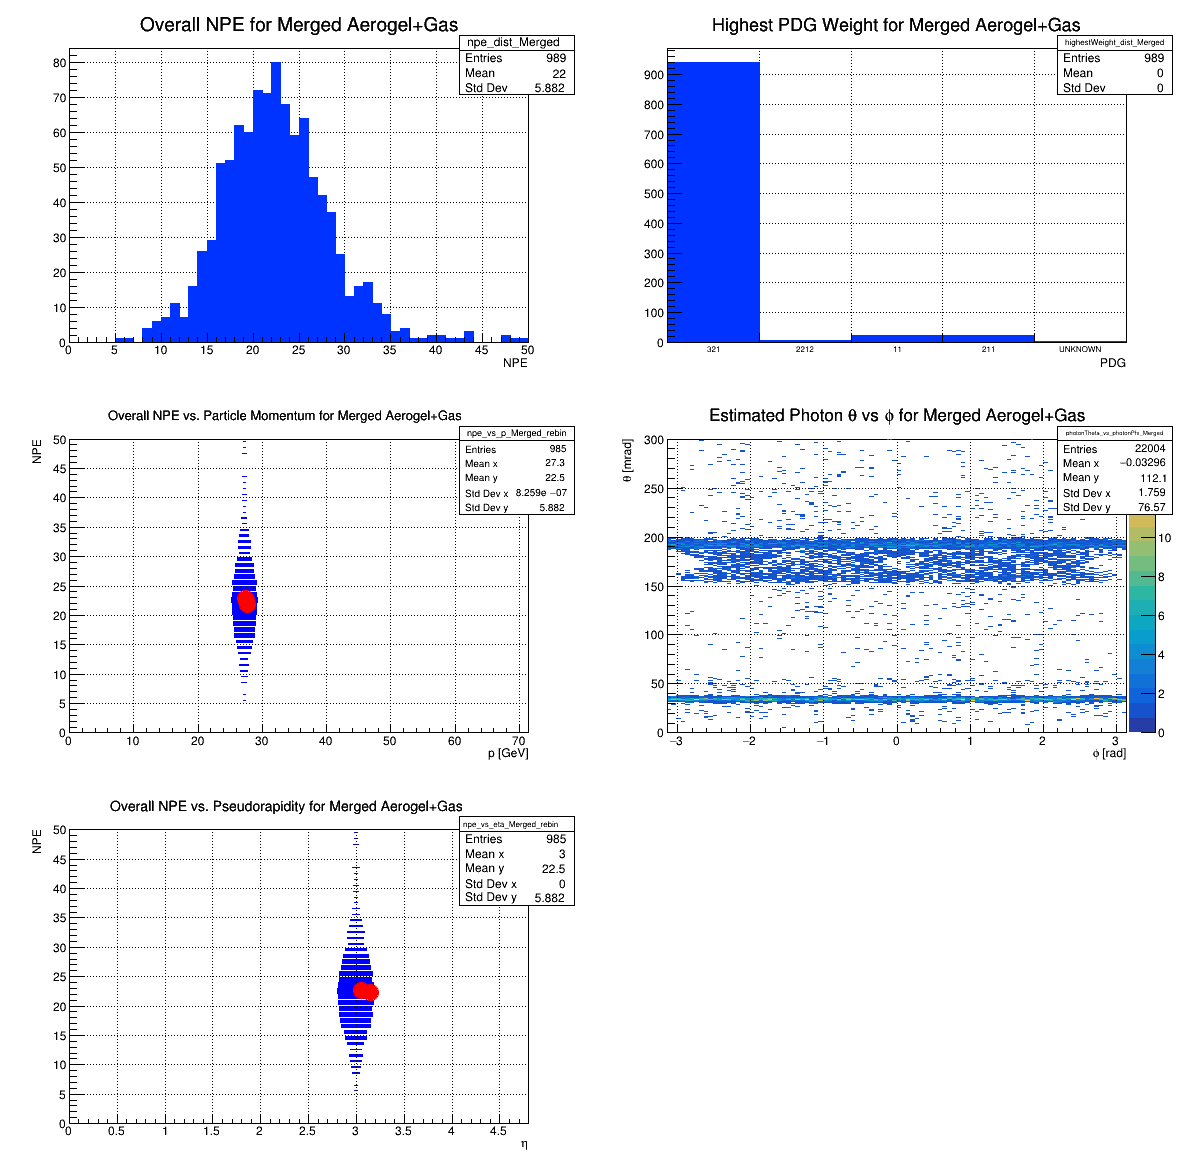 Overall NPE for Merged Aerogel+Gas
npe_dist_Merged
Entries 989
Mean 22
Std Dev 5.882
80
70
60
50
40
30
20
10
0
0 5 10 15 20 25 30 35 40 45 50
NPE
Highest PDG Weight for Merged Aerogel+Gas
highestWeight_dist_Merged
Entries 989
Mean 0
Std Dev 0
900
800
700
600
500
400
300
200
100
0
321 2212 11 211 UNKNOWN
PDG
Overall NPE vs. Particle Momentum for Merged Aerogel+Gas
npe_vs_p_Merged_rebin
Entries 985
Mean x 27.3
Mean y 22.5
Std Dev x 8.259e −07
Std Dev y 5.882
NPE
50
45
40
35
30
25
20
15
10
5
0
0 10 20 30 40 50 60 70
p [GeV]
Estimated Photon θ vs ϕ for Merged Aerogel+Gas
photonTheta_vs_photonPhi_Merged
Entries 22004
Mean x −0.03296
Mean y 112.1
Std Dev x 1.759
Std Dev y 76.57
θ [mrad]
300
250
200
150
100
50
0
−3 −2 −1 0 1 2 3
ϕ [rad]
10
8
6
4
2
0
Overall NPE vs. Pseudorapidity for Merged Aerogel+Gas
npe_vs_eta_Merged_rebin
Entries 985
Mean x 3
Mean y 22.5
Std Dev x 0
Std Dev y 5.882
NPE
50
45
40
35
30
25
20
15
10
5
0
0 0.5 1 1.5 2 2.5 3 3.5 4 4.5
η